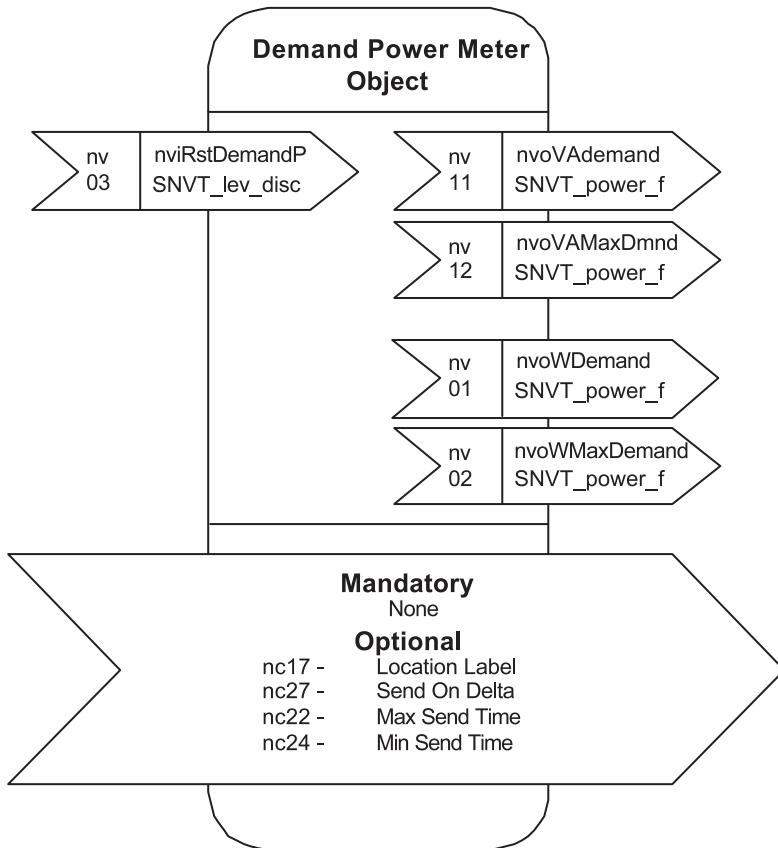 Demand Power Meter
Object
nv
03
nviRstDemandP
SNVT_lev_disc
nv
11
nvoVAdemand
SNVT_power_f
nv
12
nvoVAMaxDmnd
SNVT_power_f
nv
01
nvoWDemand
SNVT_power_f
nv
02
nvoWMaxDemand
SNVT_power_f
Mandatory
None
Optional
nc17 - Location Label
nc27 - Send On Delta
nc22 - Max Send Time
nc24 - Min Send Time